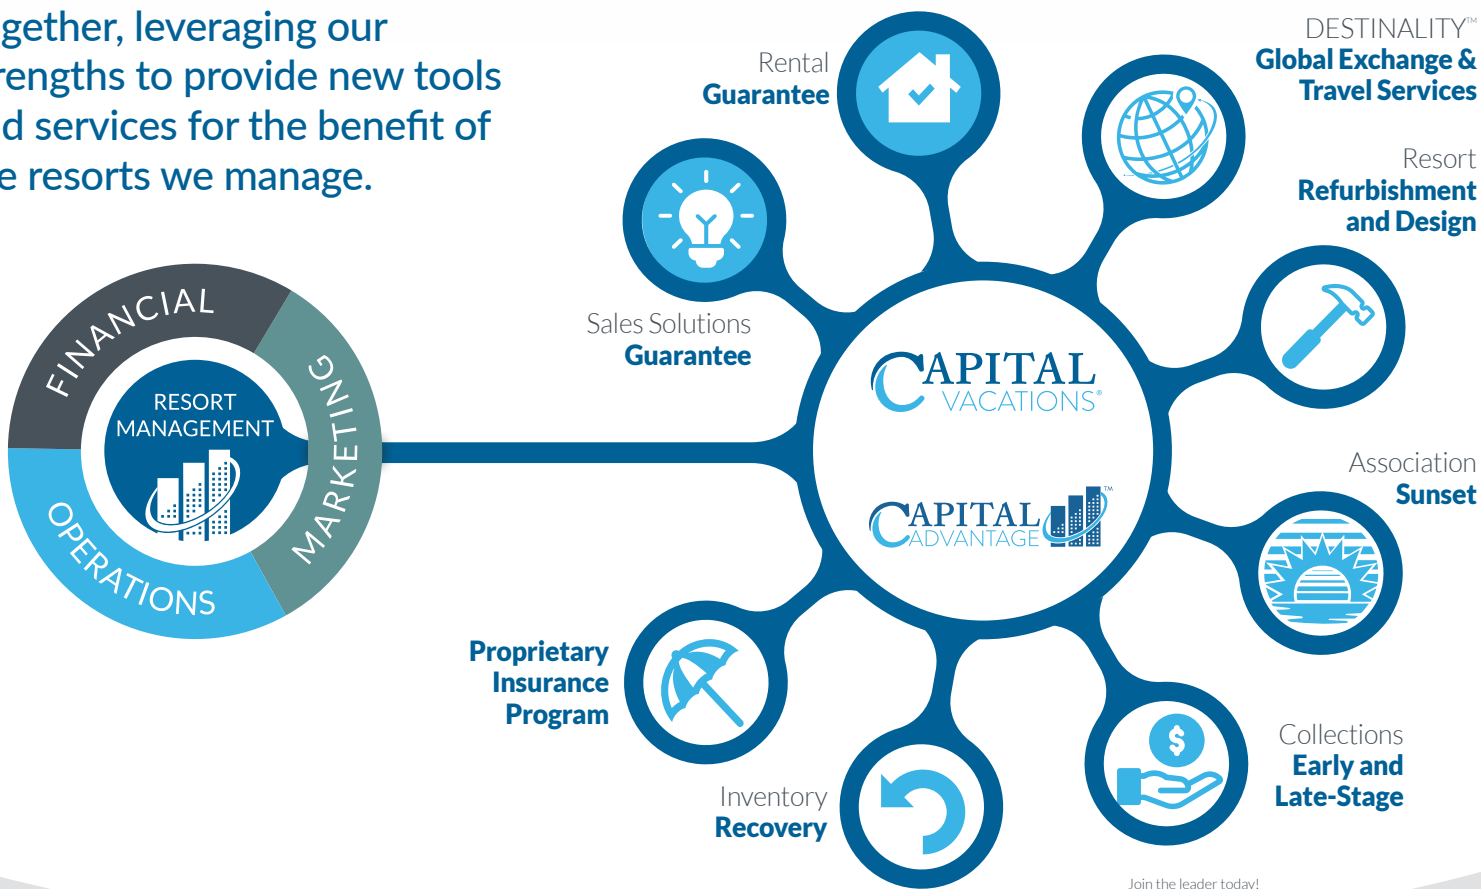 gether, leveraging our
rengths to provide new tools
d services for the benefit of
e resorts we manage.
FINANCIAL
MARKETING
OPERATIONS
RESORT
MANAGEMENT
Rental
Guarantee
DESTINALITY™
Global Exchange &
Travel Services
Resort
Refurbishment
and Design
Sales Solutions
Guarantee
CAPITAL
VACATIONS®
CAPITAL
ADVANTAGE™
Association
Sunset
Proprietary
Insurance
Program
Inventory
Recovery
$
Collections
Early and
Late-Stage
Join the leader today!